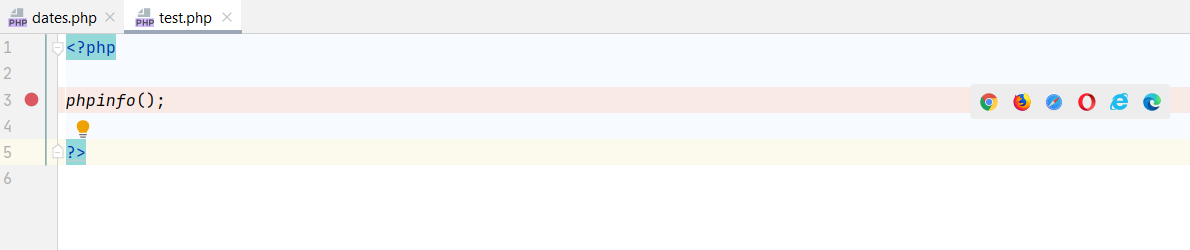 dates.php test.php
1 <?php
2
3 phpinfo();
4
5 ?>
6